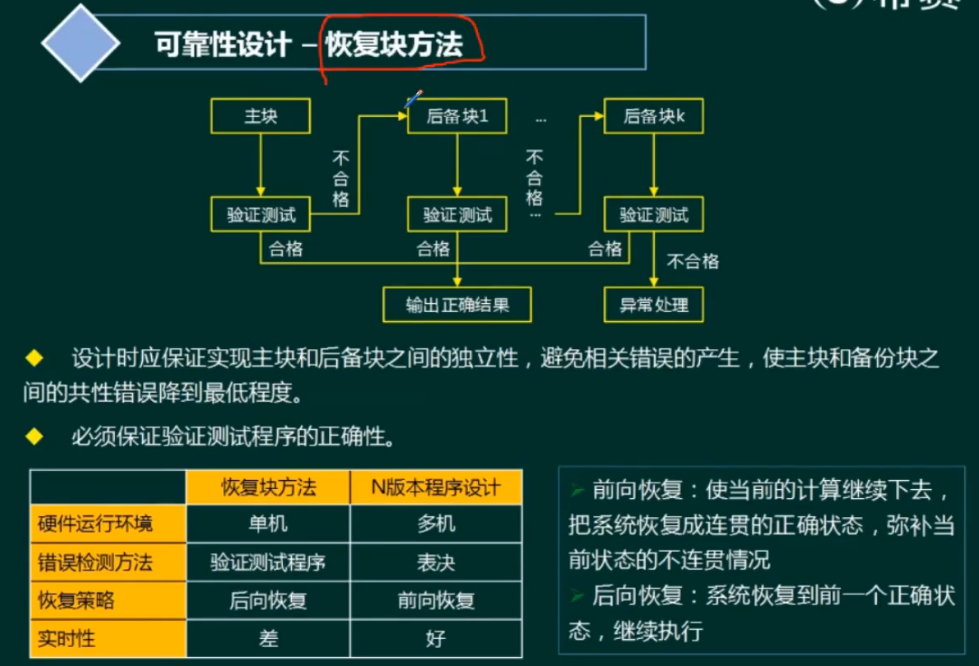 可靠性设计 – 恢复块方法
主块
后备块1
...
后备块k
不合格
不合格
...
验证测试
验证测试
验证测试
合格
合格
合格
不合格
输出正确结果
异常处理
设计时应保证实现主块和后备块之间的独立性，避免相关错误的产生，使主块和备份块之
间的共性错误降到最低程度。
必须保证验证测试程序的正确性。
恢复块方法 N版本程序设计
硬件运行环境 单机 多机
错误检测方法 验证测试程序 表决
恢复策略 后向恢复 前向恢复
实时性 差 好
前向恢复：使当前的计算继续下去，
把系统恢复成连贯的正确状态，弥补当
前状态的不连贯情况
后向恢复：系统恢复到前一个正确状
态，继续执行